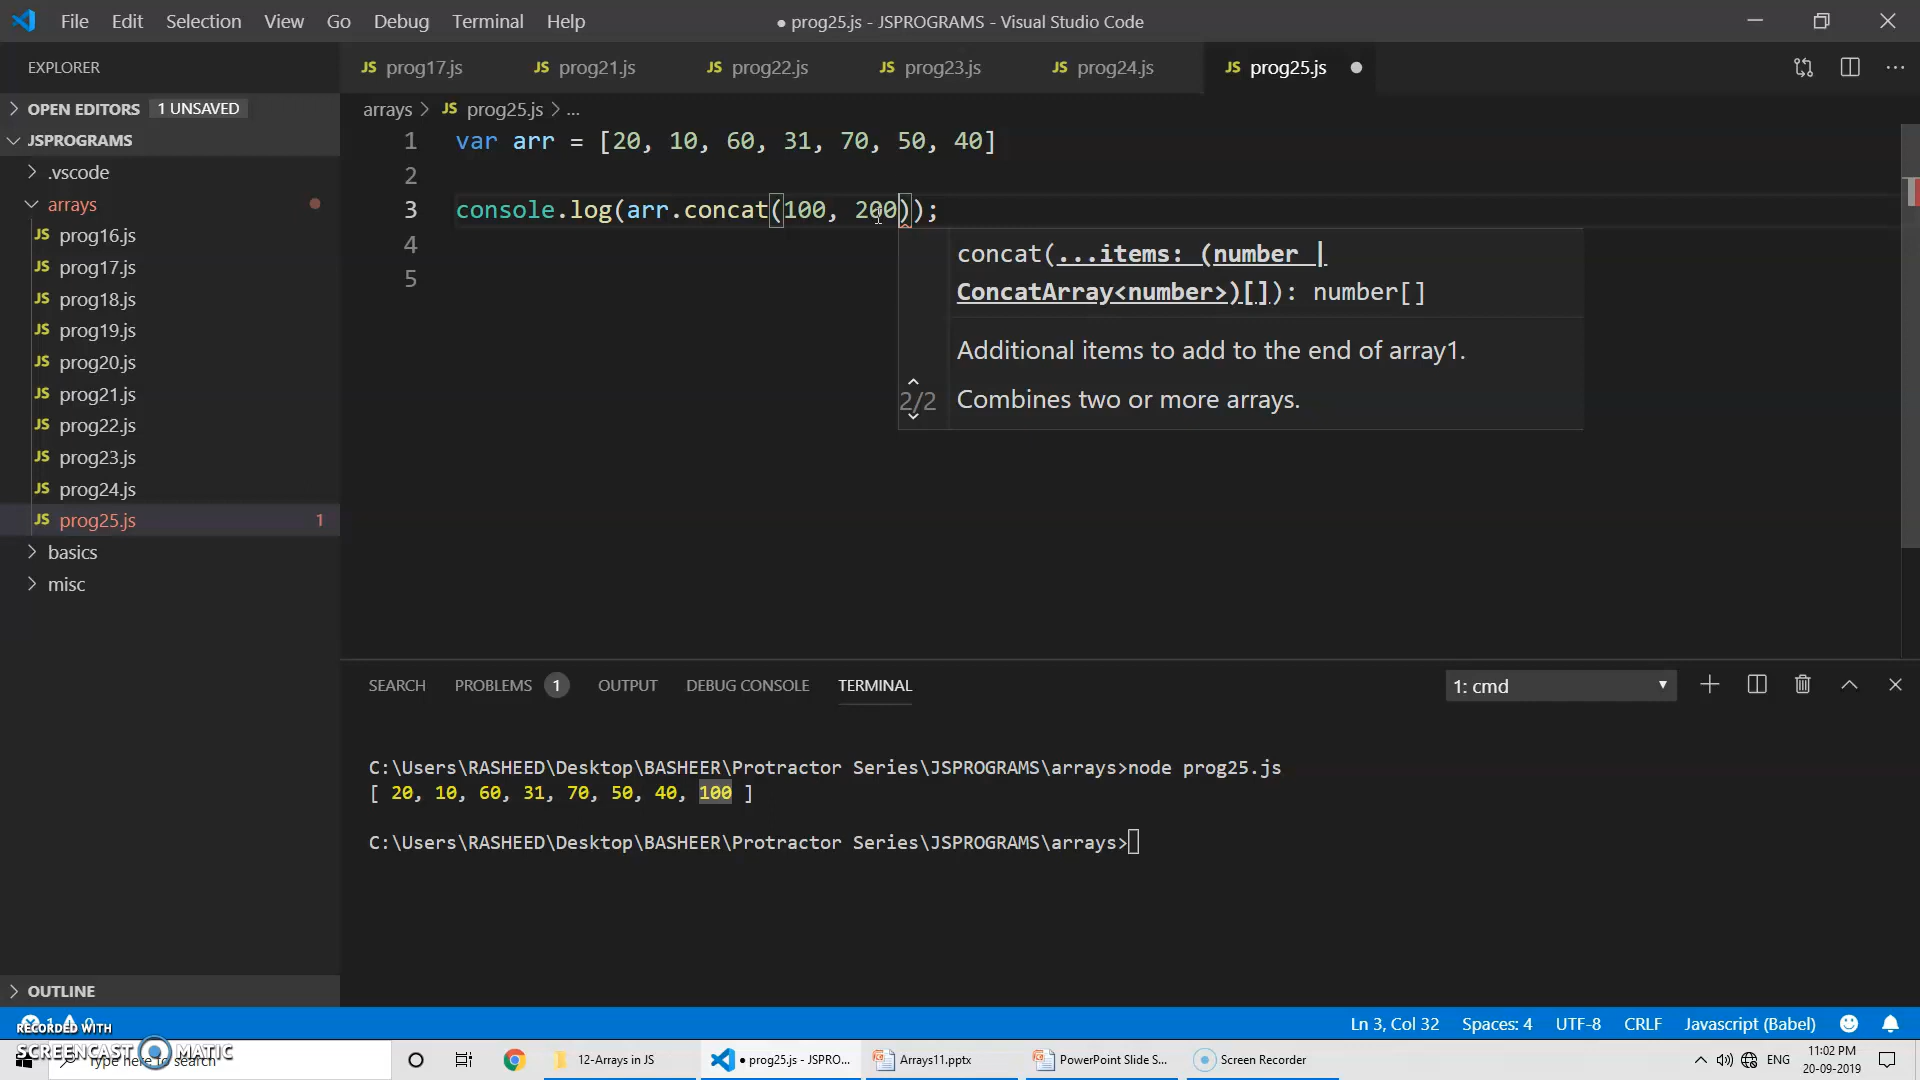 File Edit Selection View Go Debug Terminal Help
● prog25.js - JSPROGRAMS - Visual Studio Code
EXPLORER
OPEN EDITORS 1 UNSAVED
JSPROGRAMS
.vscode
arrays
JS prog16.js
JS prog17.js
JS prog18.js
JS prog19.js
JS prog20.js
JS prog21.js
JS prog22.js
JS prog23.js
JS prog24.js
JS prog25.js 1
basics
misc
OUTLINE
JS prog17.js JS prog21.js JS prog22.js JS prog23.js JS prog24.js JS prog25.js ●
arrays > JS prog25.js > ...
1 var arr = [20, 10, 60, 31, 70, 50, 40]
2
3 console.log(arr.concat(100, 200));
4
5
concat(...items: (number |
ConcatArray<number>)[]): number[]
Additional items to add to the end of array1.
2/2 Combines two or more arrays.
SEARCH PROBLEMS 1 OUTPUT DEBUG CONSOLE TERMINAL 1: cmd
C:\Users\RASHEED\Desktop\BASHEER\Protractor Series\JSPROGRAMS\arrays>node prog25.js
[ 20, 10, 60, 31, 70, 50, 40, 100 ]
C:\Users\RASHEED\Desktop\BASHEER\Protractor Series\JSPROGRAMS\arrays>
Ln 3, Col 32 Spaces: 4 UTF-8 CRLF Javascript (Babel)
RECORDED WITH
SCREENCAST MATIC
Type here to search
12-Arrays in JS
● prog25.js - JSPRO...
Arrays11.pptx
PowerPoint Slide S...
Screen Recorder
ENG
11:02 PM
20-09-2019